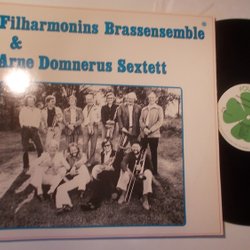 Filharmonins Brassensemble
&
Arne Domnerus Sextett